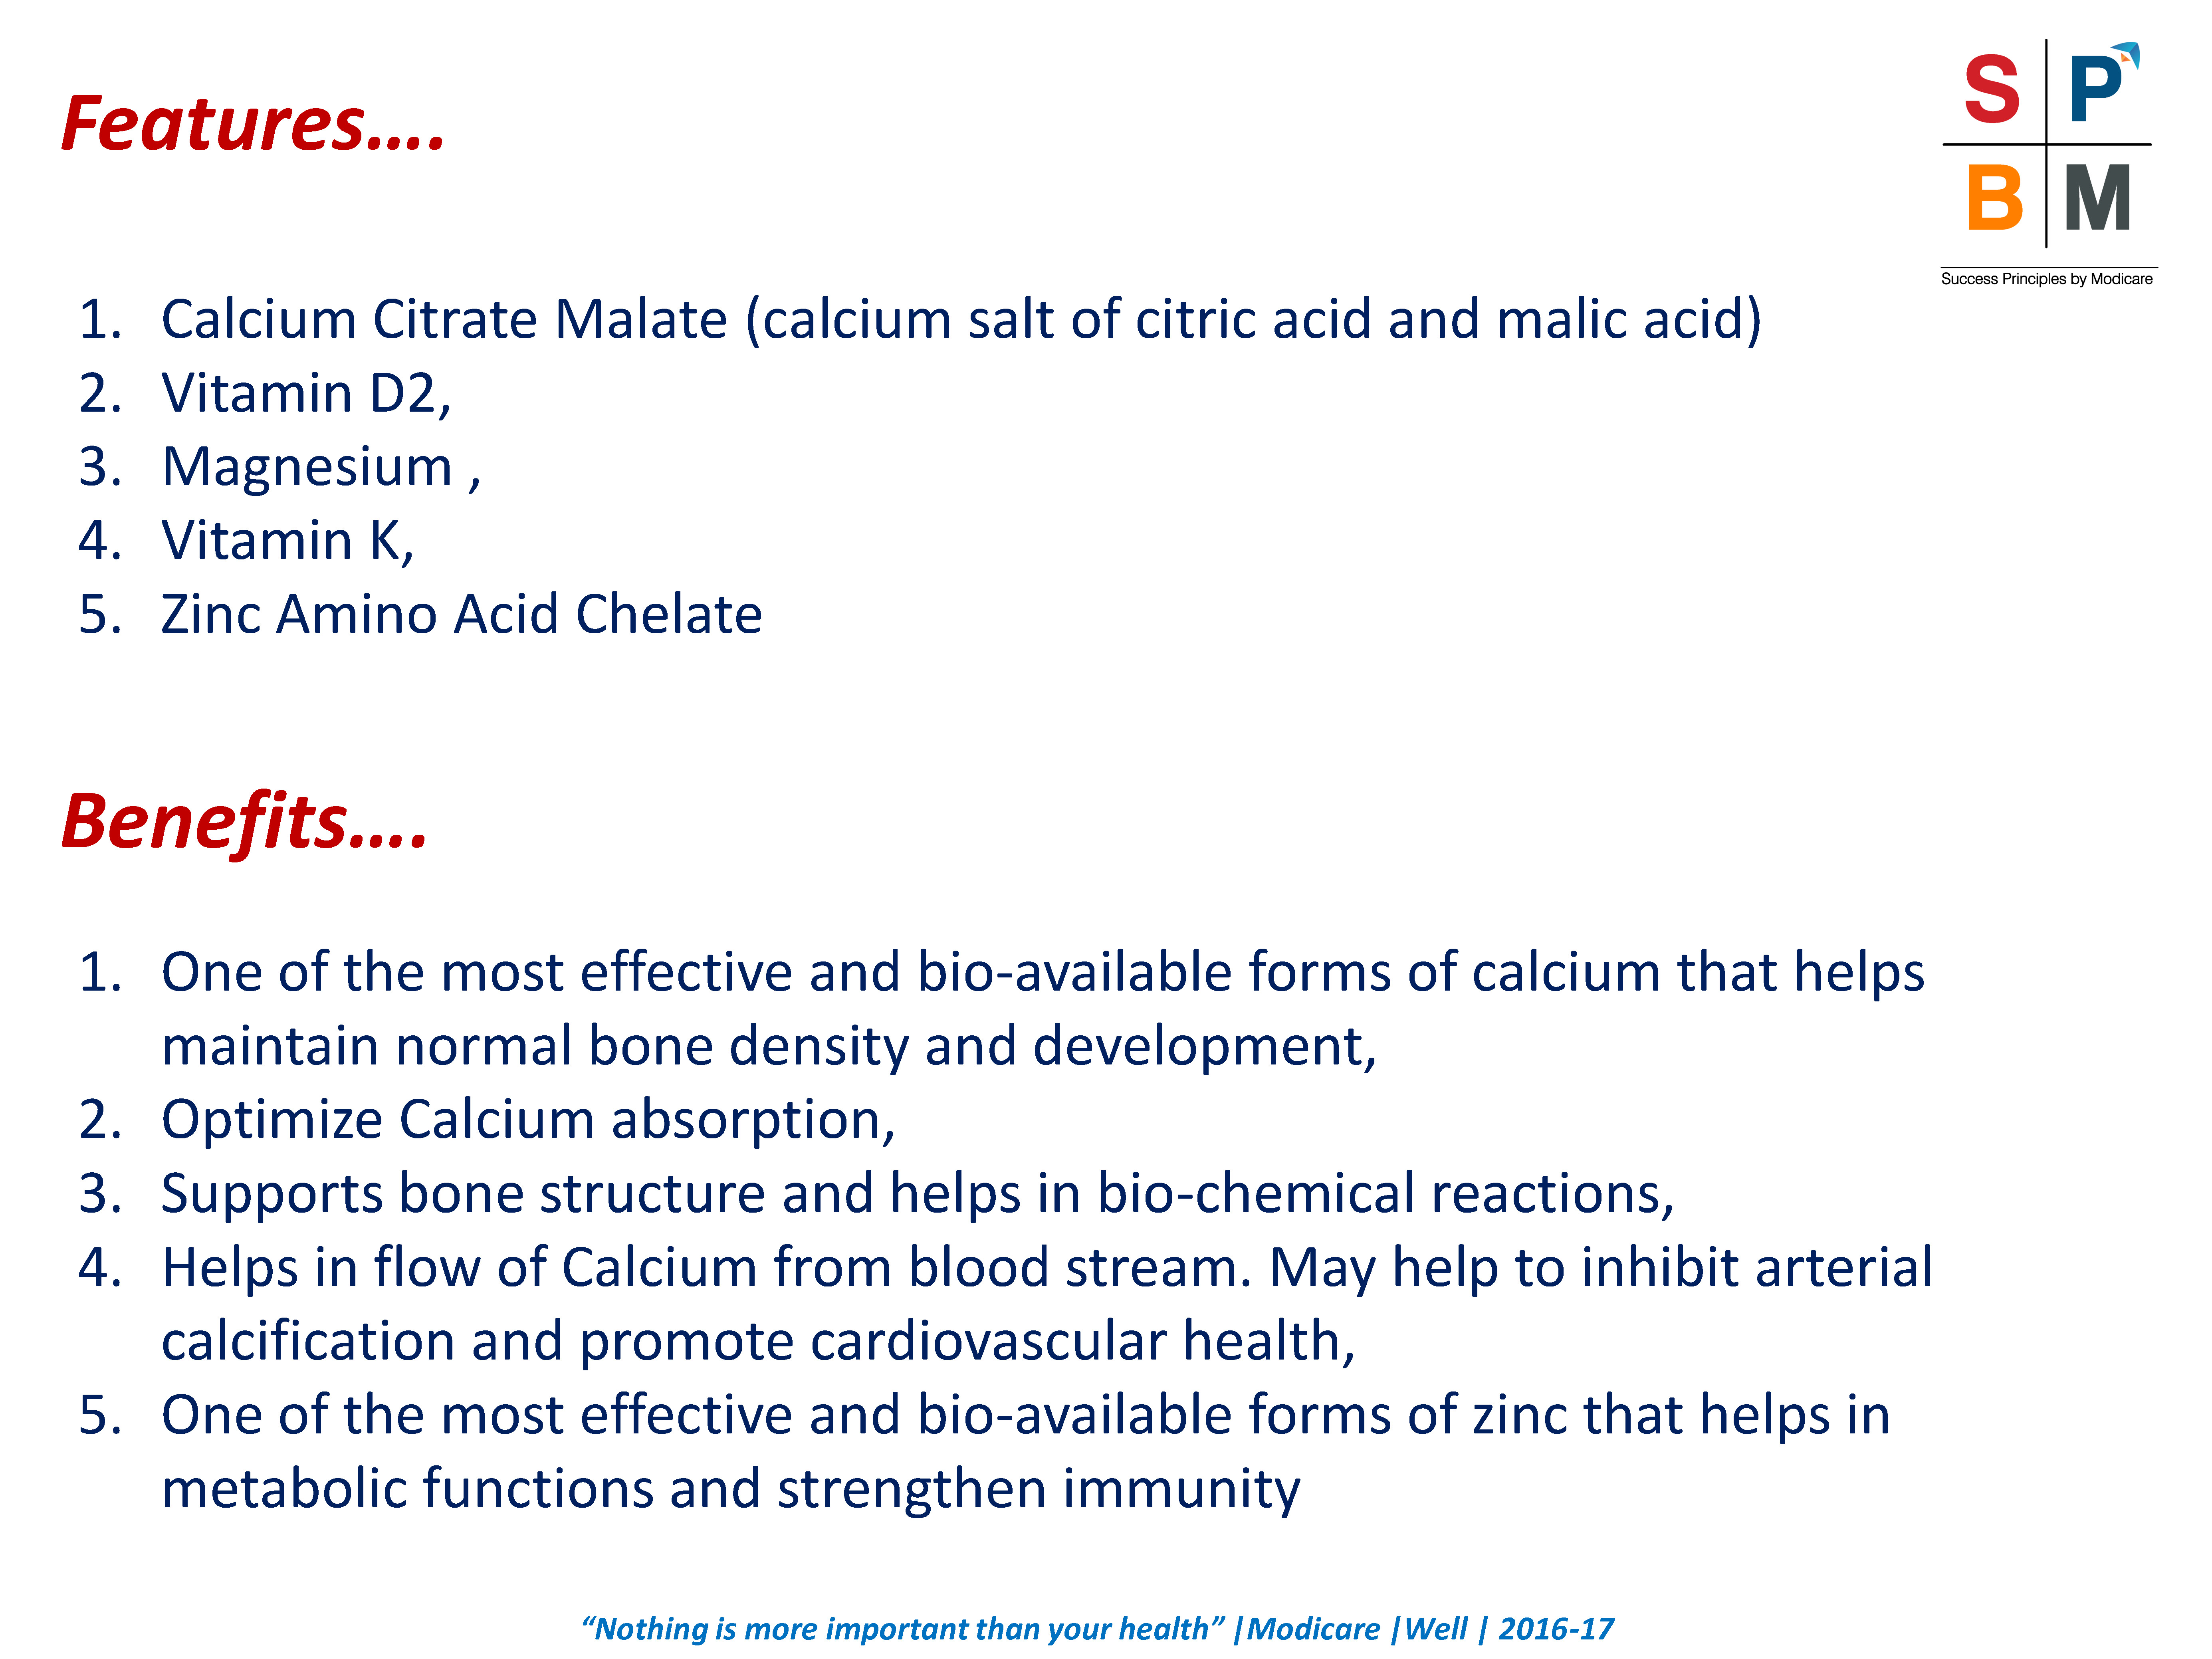 Features….
S P
B M
Success Principles by Modicare
1. Calcium Citrate Malate (calcium salt of citric acid and malic acid)
2. Vitamin D2,
3. Magnesium ,
4. Vitamin K,
5. Zinc Amino Acid Chelate
Benefits….
1. One of the most effective and bio-available forms of calcium that helps
maintain normal bone density and development,
2. Optimize Calcium absorption,
3. Supports bone structure and helps in bio-chemical reactions,
4. Helps in flow of Calcium from blood stream. May help to inhibit arterial
calcification and promote cardiovascular health,
5. One of the most effective and bio-available forms of zinc that helps in
metabolic functions and strengthen immunity
“Nothing is more important than your health” |Modicare |Well | 2016-17